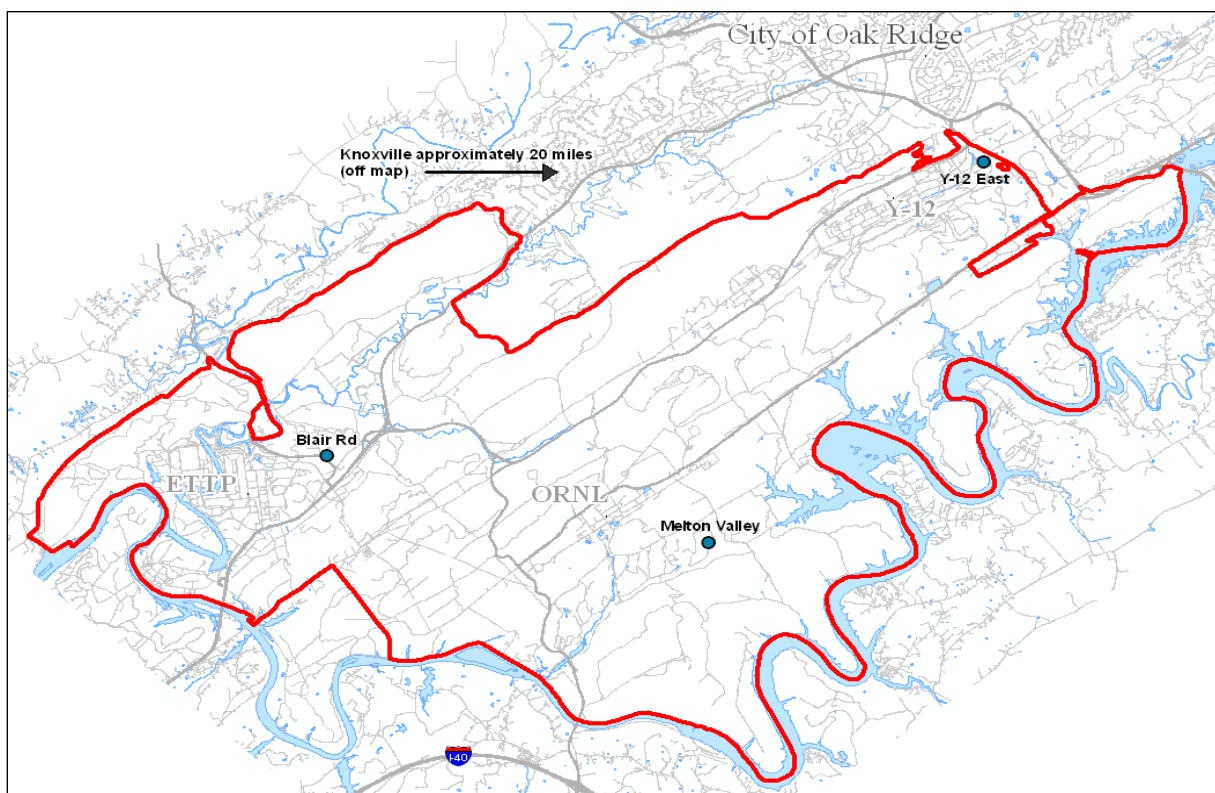 City of Oak Ridge
Knoxville approximately 20 miles
(off map)
Y-12 East
Y-12
Blair Rd
ETTP
ORNL
Melton Valley
I-40